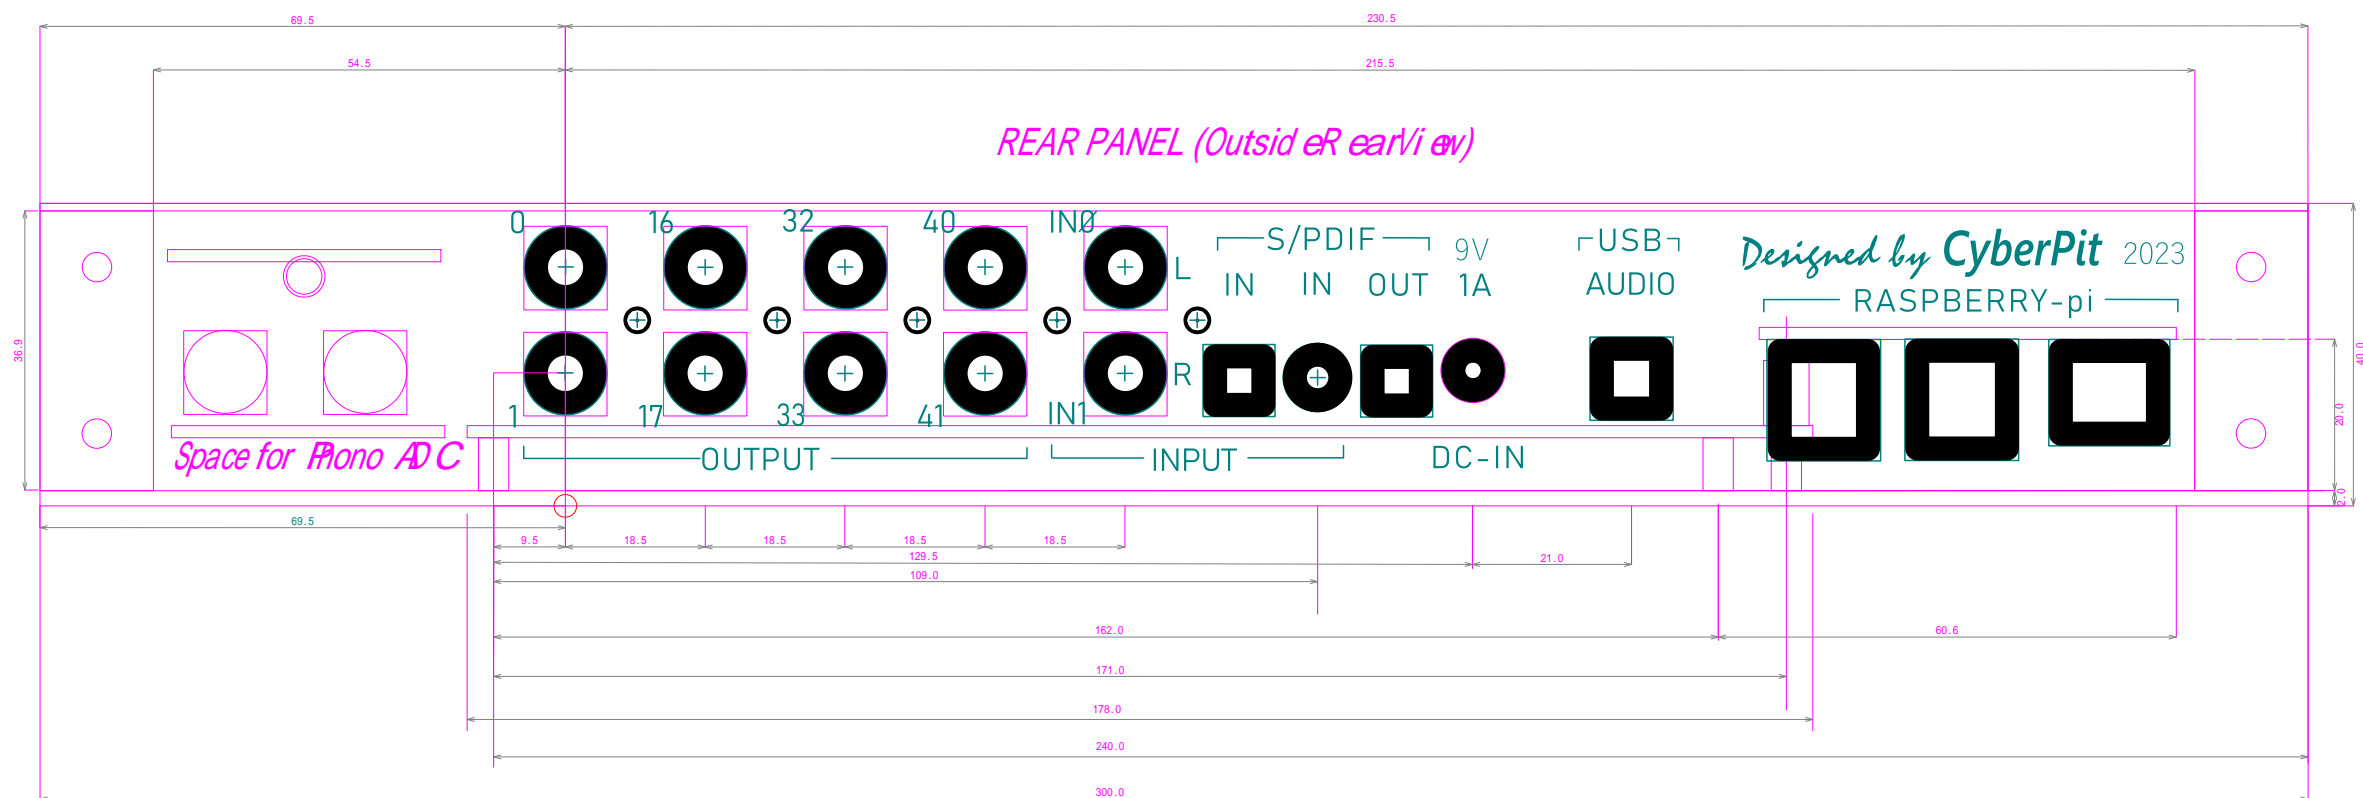 69.5 230.5
54.5 215.5
REAR PANEL (Outside Rear View)
0 16 32 40 IN0
S/PDIF 9V USB
Designed by CyberPit 2023
L IN IN OUT 1A AUDIO
RASPBERRY-pi
36.9 40.0
R
1 17 33 41 IN1
20.0
Space for Phono ADC
OUTPUT INPUT DC-IN
2.0
69.5
9.5 18.5 18.5 18.5 18.5
129.5 21.0
109.0
162.0 60.6
171.0
178.0
240.0
300.0